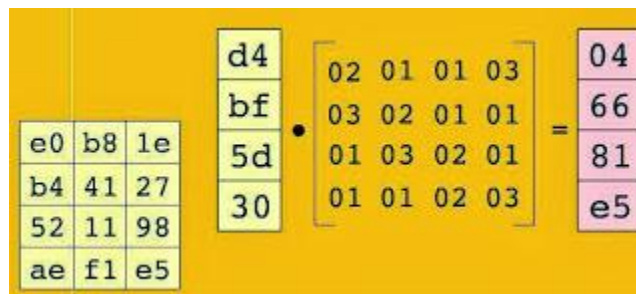 d4
bf
5d
30
•
02 01 01 03
03 02 01 01
01 03 02 01
01 01 02 03
=
04
66
81
e5
e0 b8 1e
b4 41 27
52 11 98
ae f1 e5